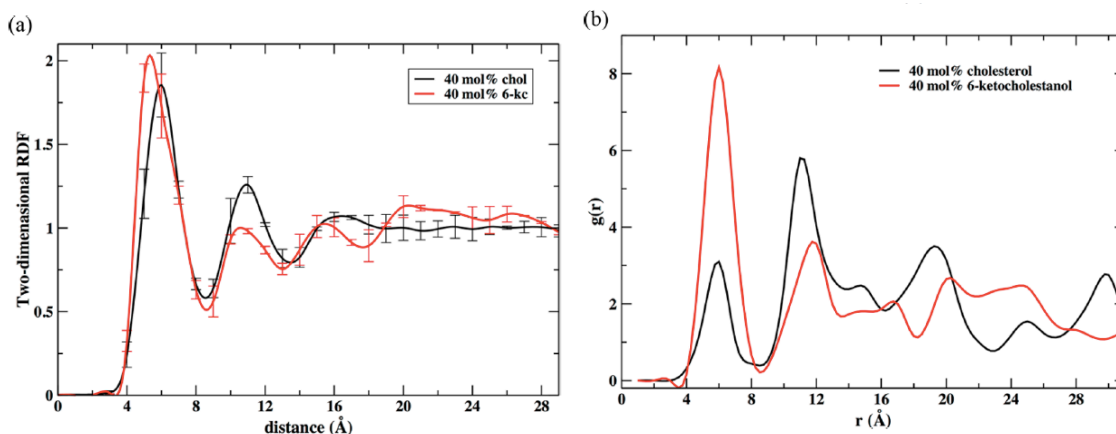 (a)
Two-dimenasional RDF
2
1.5
1
0.5
0
0 4 8 12 16 20 24 28
distance (Å)
40 mol% chol
40 mol% 6-kc
(b)
g(r)
8
6
4
2
0
0 4 8 12 16 20 24 28
r (Å)
40 mol% cholesterol
40 mol% 6-ketocholestanol